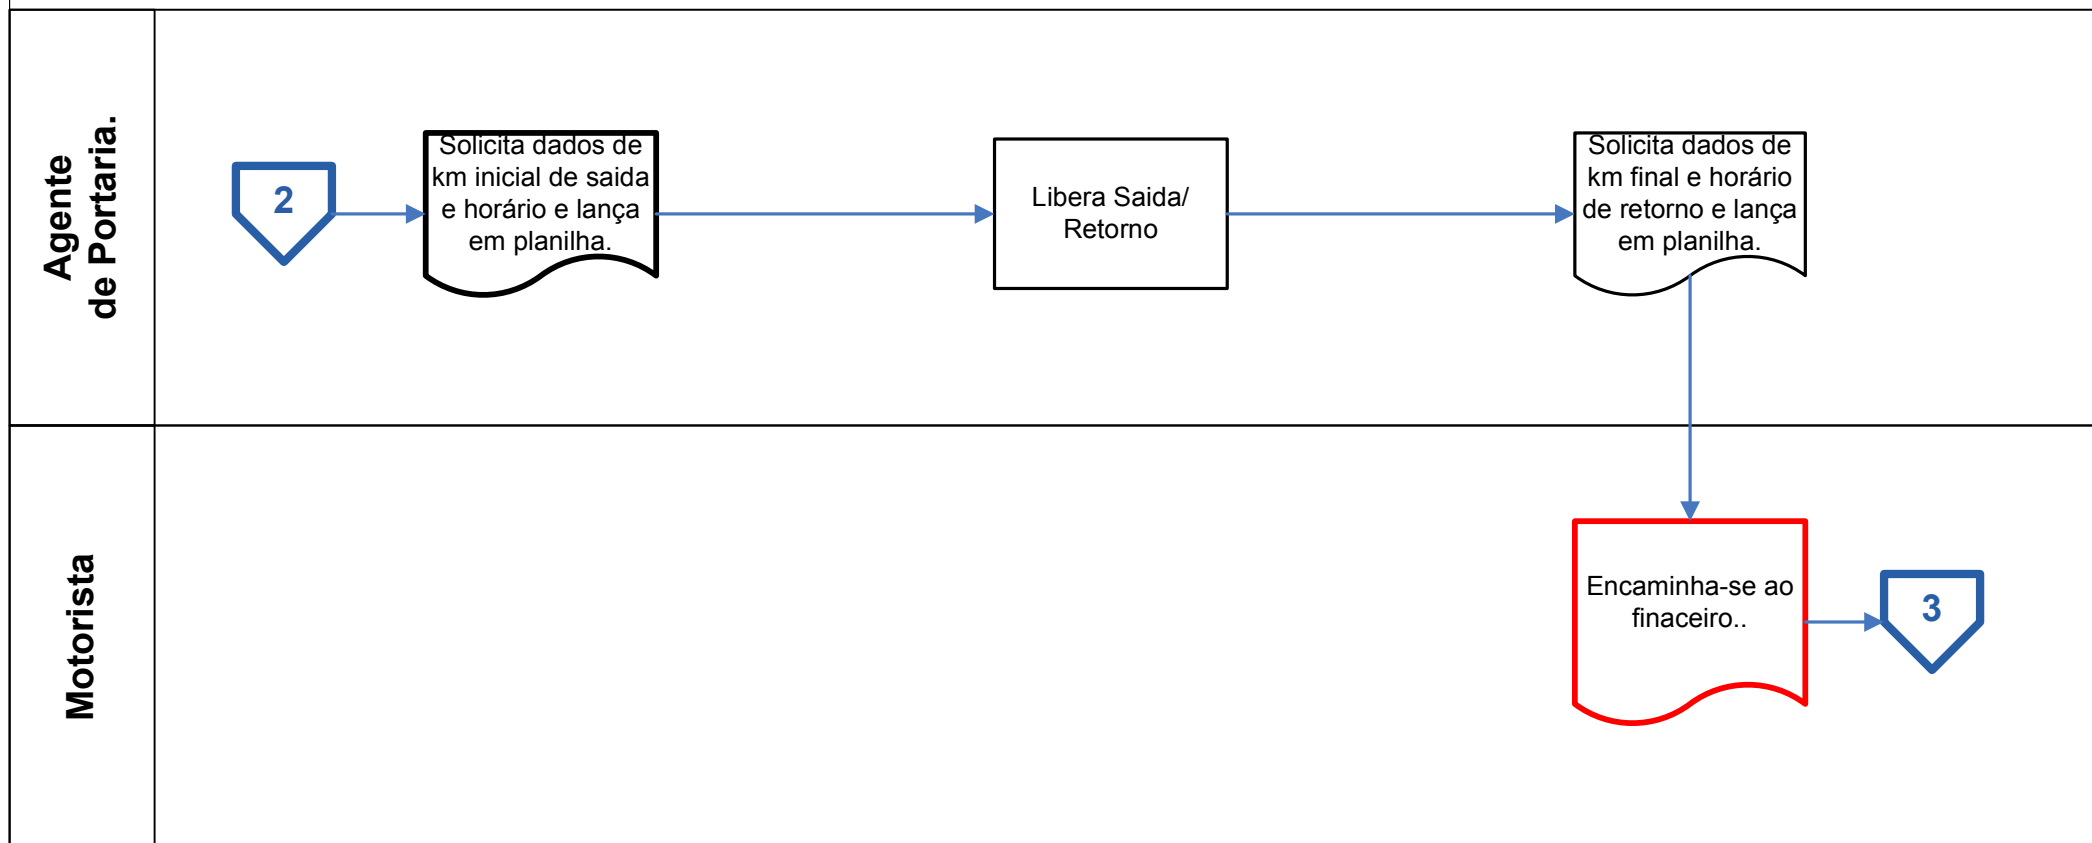 Agente
de Portaria.
2
Solicita dados de
km inicial de saida
e horário e lança
em planilha.
Libera Saida/
Retorno
Solicita dados de
km final e horário
de retorno e lança
em planilha.
Motorista
Encaminha-se ao
finaceiro..
3